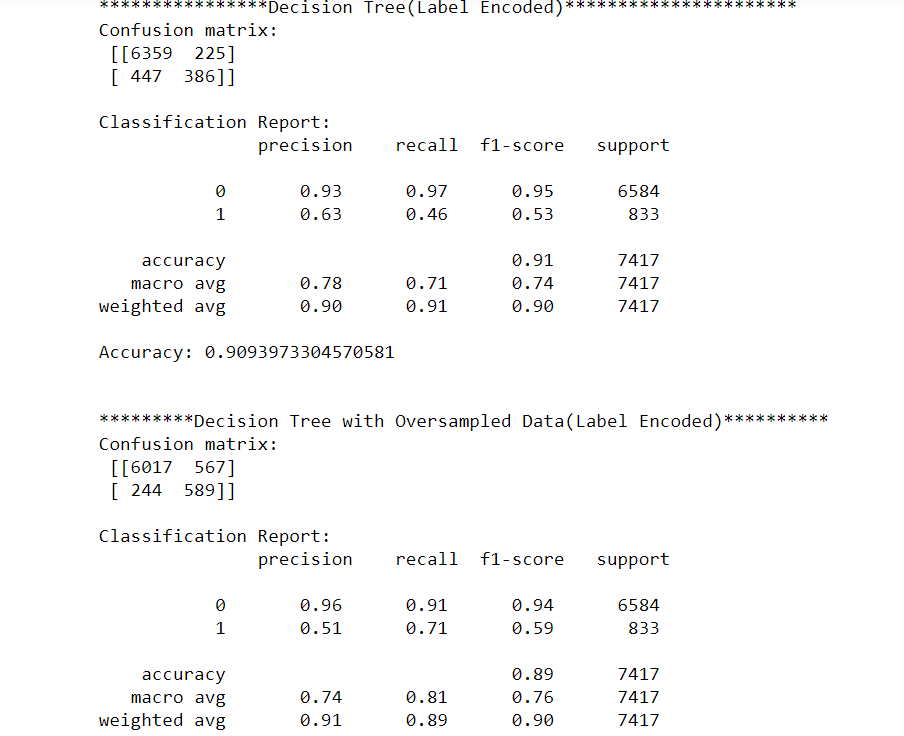 ****************Decision Tree(Label Encoded)**********************
Confusion matrix:
[[6359  225]
[ 447  386]]
Classification Report:
precision    recall  f1-score   support
0       0.93      0.97      0.95      6584
1       0.63      0.46      0.53       833
accuracy                           0.91      7417
macro avg       0.78      0.71      0.74      7417
weighted avg       0.90      0.91      0.90      7417
Accuracy: 0.9093973304570581
*********Decision Tree with Oversampled Data(Label Encoded)**********
Confusion matrix:
[[6017  567]
[ 244  589]]
Classification Report:
precision    recall  f1-score   support
0       0.96      0.91      0.94      6584
1       0.51      0.71      0.59       833
accuracy                           0.89      7417
macro avg       0.74      0.81      0.76      7417
weighted avg       0.91      0.89      0.90      7417